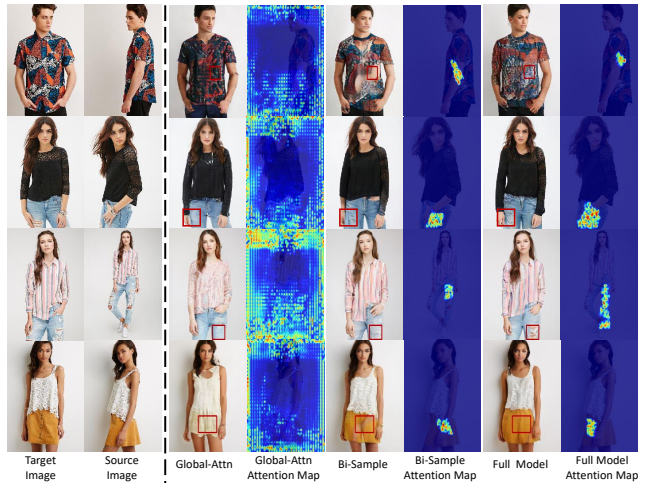 Target Image
Source Image
Global-Attn
Global-Attn Attention Map
Bi-Sample
Bi-Sample Attention Map
Full Model
Full Model Attention Map